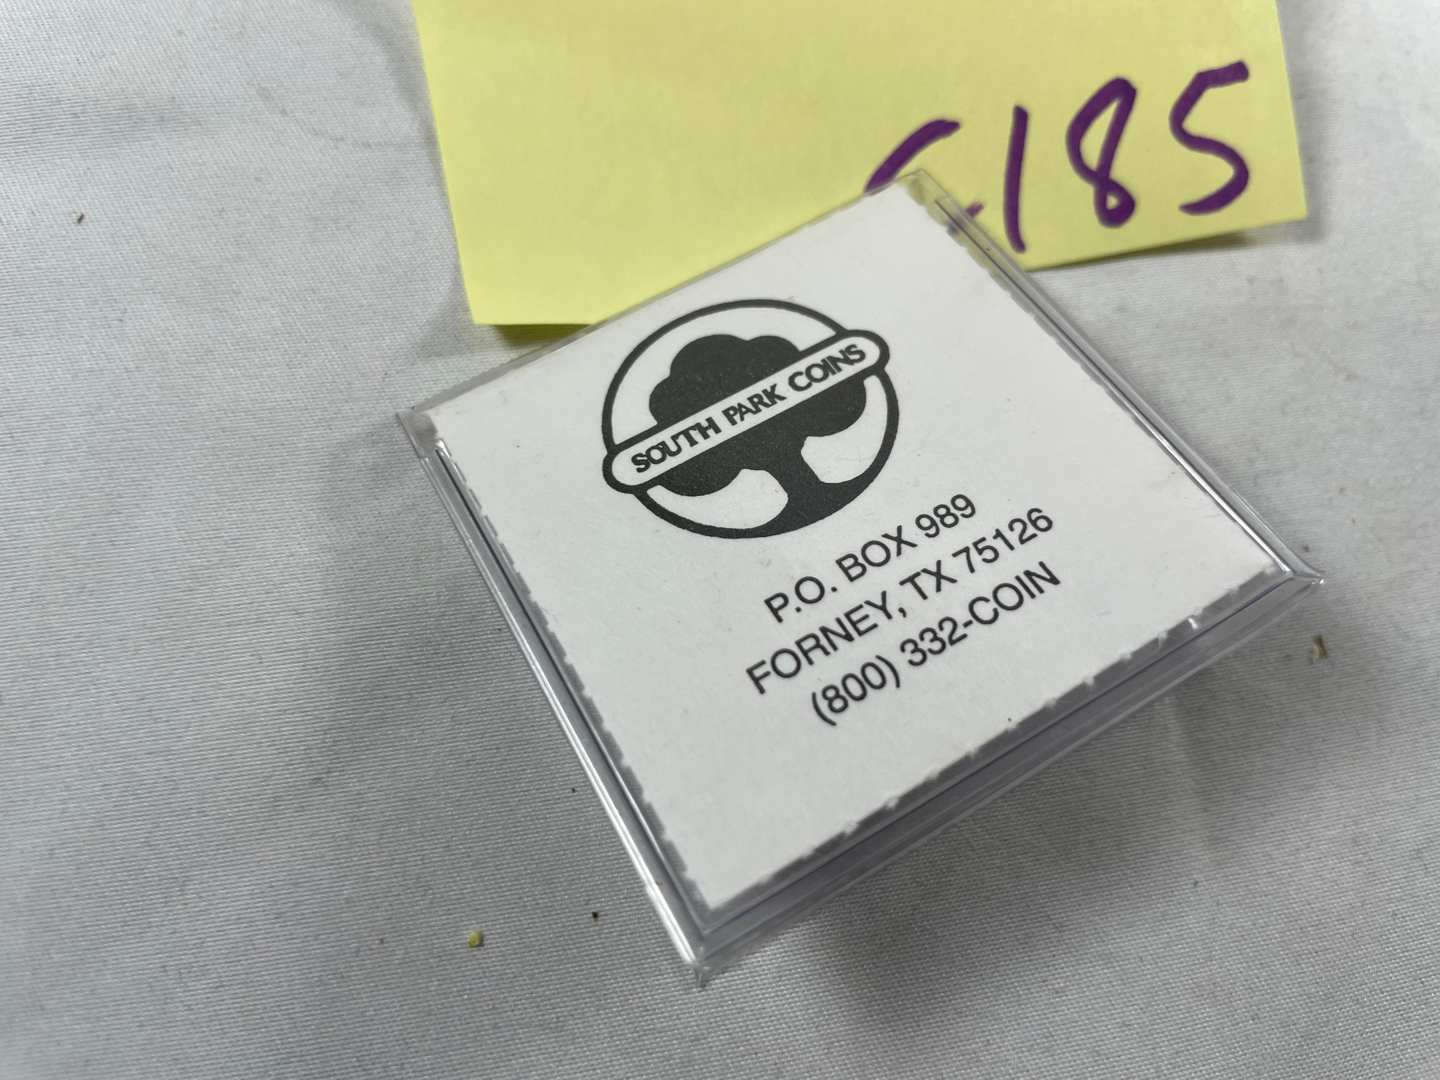 185
SOUTH PARK COINS
P.O. BOX 989
FORNEY, TX 75126
(800) 332-COIN